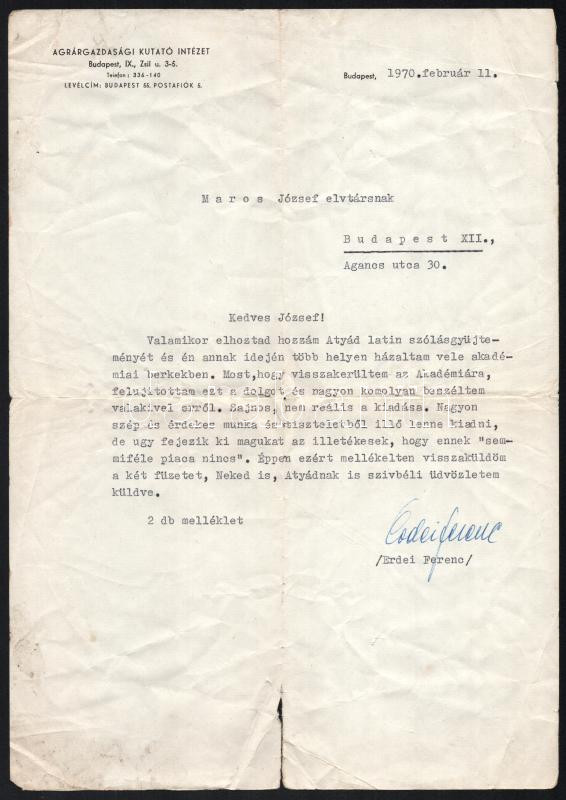 AGRÁRGAZDASÁGI KUTATÓ INTÉZET
Budapest, IX., Zsil u. 3-5.
Telefon: 336-140
LEVÉLCÍM: BUDAPEST 55. POSTAFIÓK 5.
Budapest, 1970.február 11.
M a r o s József elvtársnak
B u d a p e s t XII.,
Agancs utca 30.
Kedves József!
Valamikor elhoztad hozzám Atyád latin szólásgyüjte-
ményét és én annak idején több helyen házaltam vele akadé-
miai berkekben. Most,hogy visszakerültem az Akadémiára,
felujitottam ezt a dolgot és nagyon komolyan beszéltem
valakivel erről. Sajnos, nem reális a kiadása. Nagyon
szép és érdekes munka és tiszteletből illő lenne kiadni,
de ugy fejezik ki magukat az illetékesek, hogy ennek "sem-
miféle piaca nincs". Éppen ezért mellékelten visszaküldöm
a két füzetet, Neked is, Atyádnak is szivbéli üdvözletem
küldve.
2 db melléklet
Erdei Ferenc
/Erdei Ferenc/